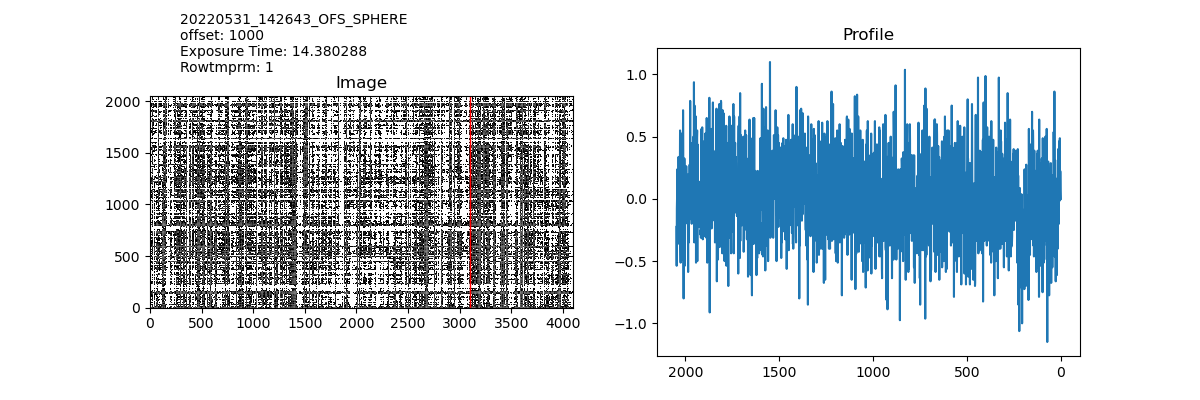 20220531_142643_OFS_SPHERE
offset: 1000
Exposure Time: 14.380288
Rowtmprm: 1
Image
2000
1500
1000
500
0
0 500 1000 1500 2000 2500 3000 3500 4000
Profile
1.0
0.5
0.0
−0.5
−1.0
2000 1500 1000 500 0